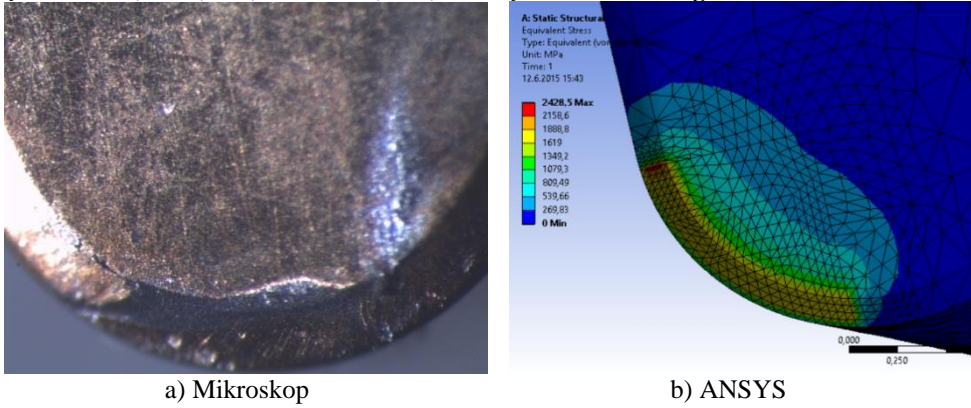 A: Static Structural
Equivalent Stress
Type: Equivalent (von
Unit: MPa
Time: 1
12.6.2015 15:43
2428,5 Max
2158,6
1888,8
1619
1349,2
1079,3
809,49
539,66
269,83
0 Min
0,000
0,250
a) Mikroskop
b) ANSYS